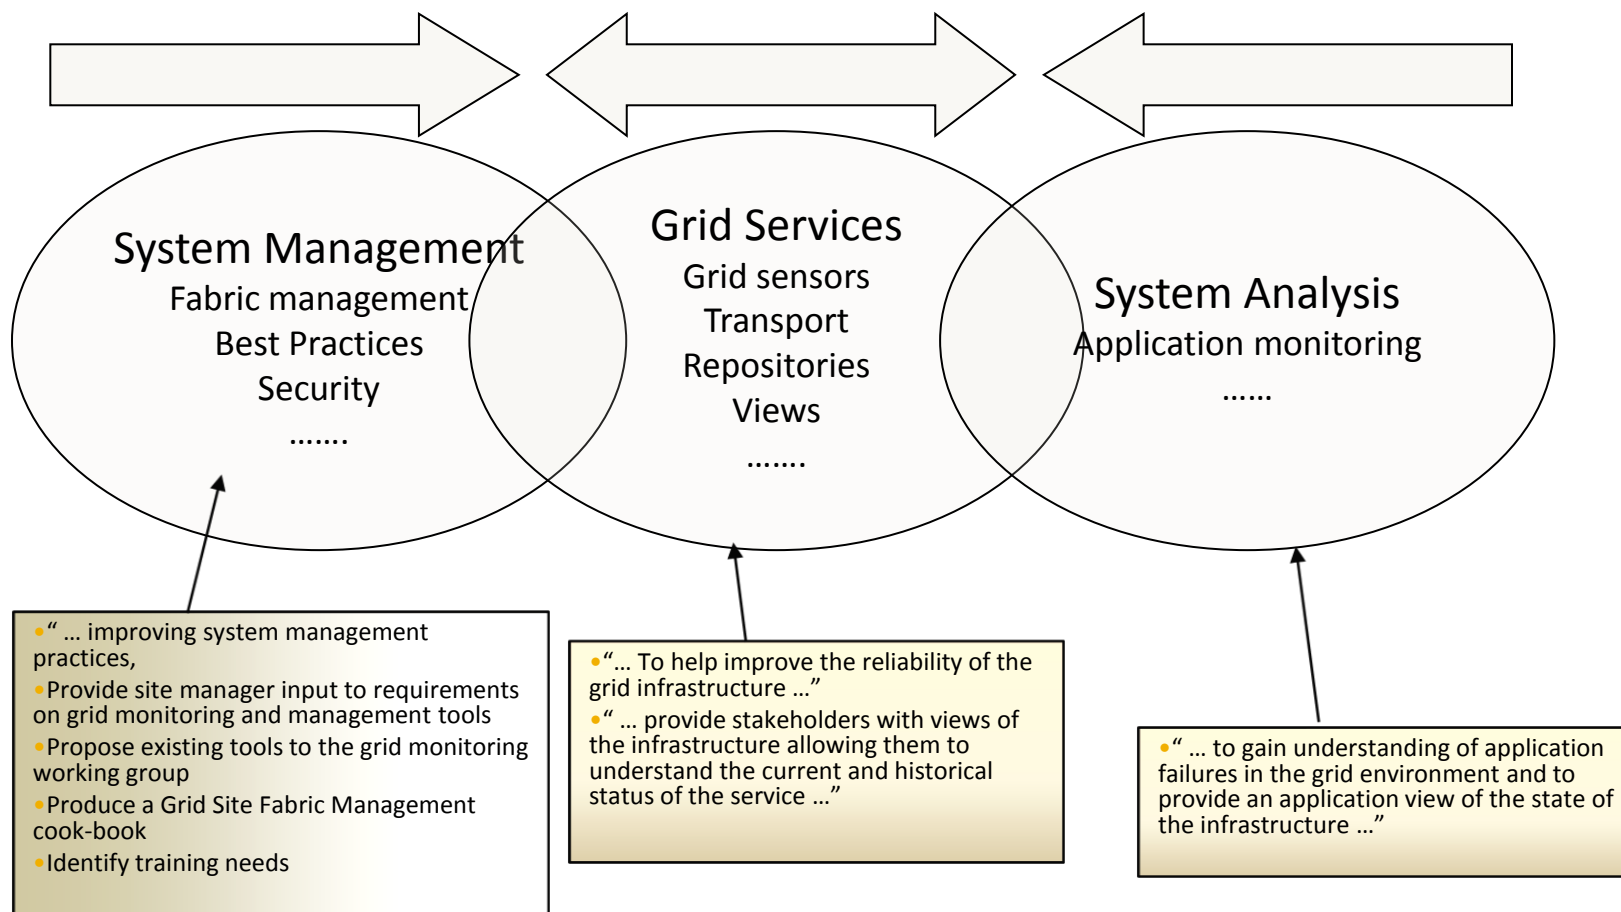 System Management
Fabric management
Best Practices
Security
…….
Grid Services
Grid sensors
Transport
Repositories
Views
…….
System Analysis
Application monitoring
……
•“ … improving system management
practices,
•Provide site manager input to requirements
on grid monitoring and management tools
•Propose existing tools to the grid monitoring
working group
•Produce a Grid Site Fabric Management
cook-book
•Identify training needs
•“… To help improve the reliability of the
grid infrastructure …”
•“ … provide stakeholders with views of
the infrastructure allowing them to
understand the current and historical
status of the service …”
•“ … to gain understanding of application
failures in the grid environment and to
provide an application view of the state of
the infrastructure …”